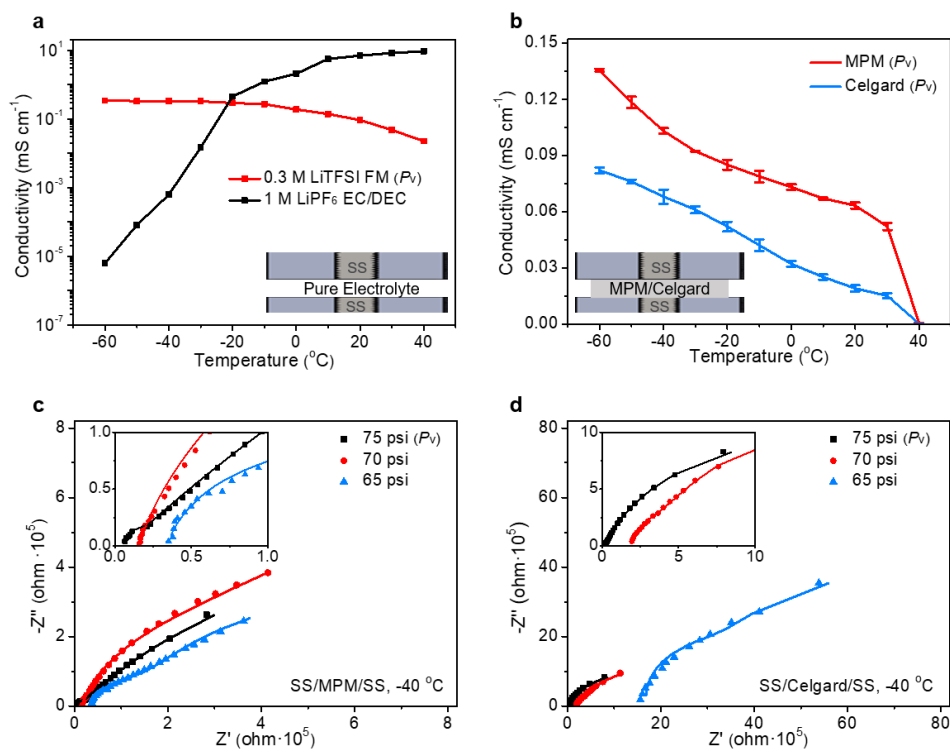 a
Conductivity (mS cm⁻¹)
10¹
10⁻¹
10⁻³
10⁻⁵
10⁻⁷
0.3 M LiTFSI FM (Pᵥ)
1 M LiPF₆ EC/DEC
SS
Pure Electrolyte
SS
-60 -40 -20 0 20 40
Temperature (°C)
b
Conductivity (mS cm⁻¹)
0.15
0.12
0.09
0.06
0.03
0.00
MPM (Pᵥ)
Celgard (Pᵥ)
SS
MPM/Celgard
SS
-60 -40 -20 0 20 40
Temperature (°C)
c
-Z'' (ohm·10⁵)
8
6
4
2
0
1.0
0.5
0.0
0.0 0.5 1.0
75 psi (Pᵥ)
70 psi
65 psi
SS/MPM/SS, -40 °C
0 2 4 6 8
Z' (ohm·10⁵)
d
-Z'' (ohm·10⁵)
80
60
40
20
0
10
5
0
0 5 10
75 psi (Pᵥ)
70 psi
65 psi
SS/Celgard/SS, -40 °C
0 20 40 60 80
Z' (ohm·10⁵)